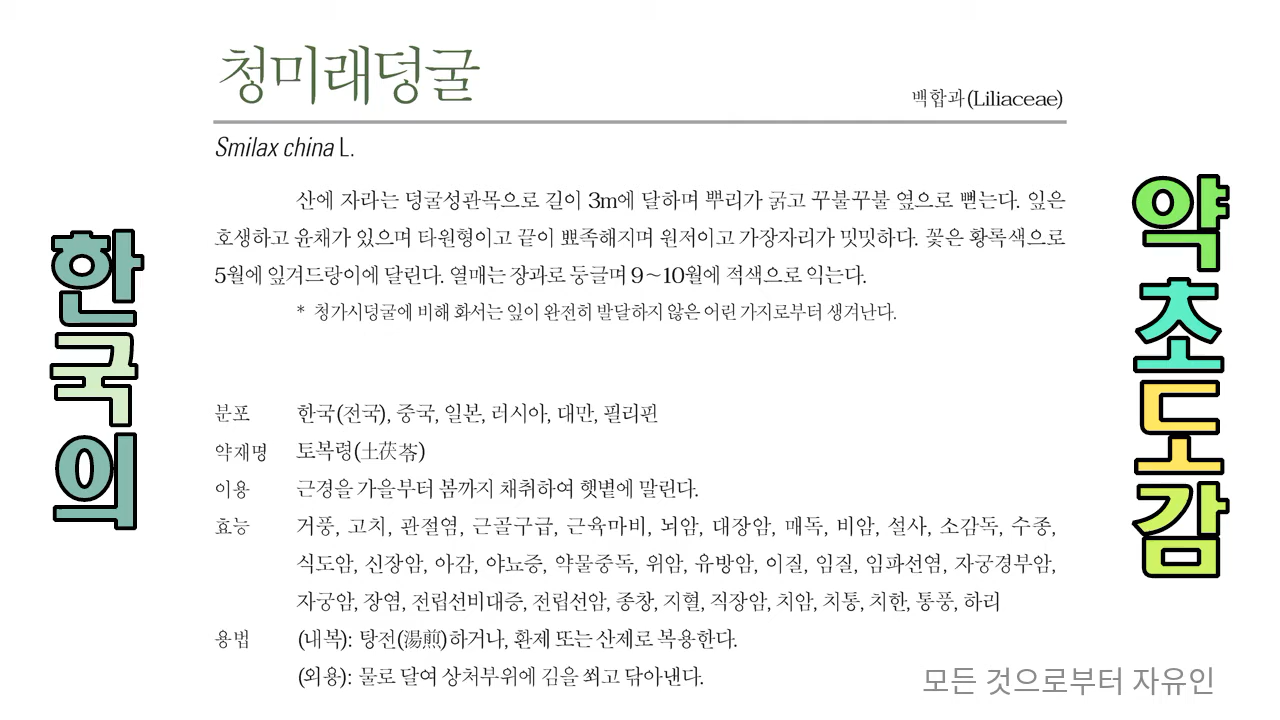 청미래덩굴
백합과(Liliaceae)
Smilax china L.
산에 자라는 덩굴성관목으로 길이 3m에 달하며 뿌리가 굵고 꾸불꾸불 옆으로 뻗는다. 잎은
호생하고 윤채가 있으며 타원형이고 끝이 뾰족해지며 원저이고 가장자리가 밋밋하다. 꽃은 황록색으로
5월에 잎겨드랑이에 달린다. 열매는 장과로 둥글며 9~10월에 적색으로 익는다.
* 청가시덩굴에 비해 화서는 잎이 완전히 발달하지 않은 어린 가지로부터 생겨난다.
분포 한국(전국), 중국, 일본, 러시아, 대만, 필리핀
약재명 토복령(土茯苓)
이용 근경을 가을부터 봄까지 채취하여 햇볕에 말린다.
효능 거풍, 고치, 관절염, 근골구급, 근육마비, 뇌암, 대장암, 매독, 비암, 설사, 소감독, 수종,
식도암, 신장암, 아감, 야뇨증, 약물중독, 위암, 유방암, 이질, 임질, 임파선염, 자궁경부암,
자궁암, 장염, 전립선비대증, 전립선암, 종창, 지혈, 직장암, 치암, 치통, 치한, 통풍, 하리
용법 (내복): 탕전(湯煎)하거나, 환제 또는 산제로 복용한다.
(외용): 물로 달여 상처부위에 김을 쐬고 닦아낸다.
한국의
약초도감
모든 것으로부터 자유인